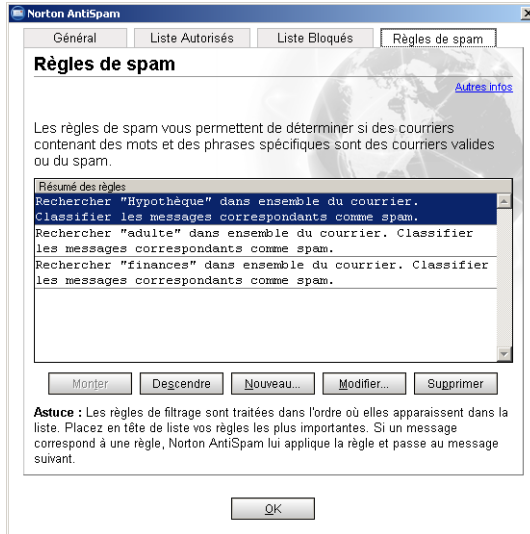 Norton AntiSpam
Général Liste Autorisés Liste Bloqués Règles de spam
Règles de spam
Autres infos
Les règles de spam vous permettent de déterminer si des courriers
contenant des mots et des phrases spécifiques sont des courriers valides
ou du spam.
Résumé des règles
Rechercher "Hypothèque" dans ensemble du courrier.
Classifier les messages correspondants comme spam.
Rechercher "adulte" dans ensemble du courrier. Classifier
les messages correspondants comme spam.
Rechercher "finances" dans ensemble du courrier. Classifier
les messages correspondants comme spam.
Monter Descendre Nouveau... Modifier... Supprimer
Astuce : Les règles de filtrage sont traitées dans l'ordre où elles apparaissent dans la
liste. Placez en tête de liste vos règles les plus importantes. Si un message
correspond à une règle, Norton AntiSpam lui applique la règle et passe au message
suivant.
OK